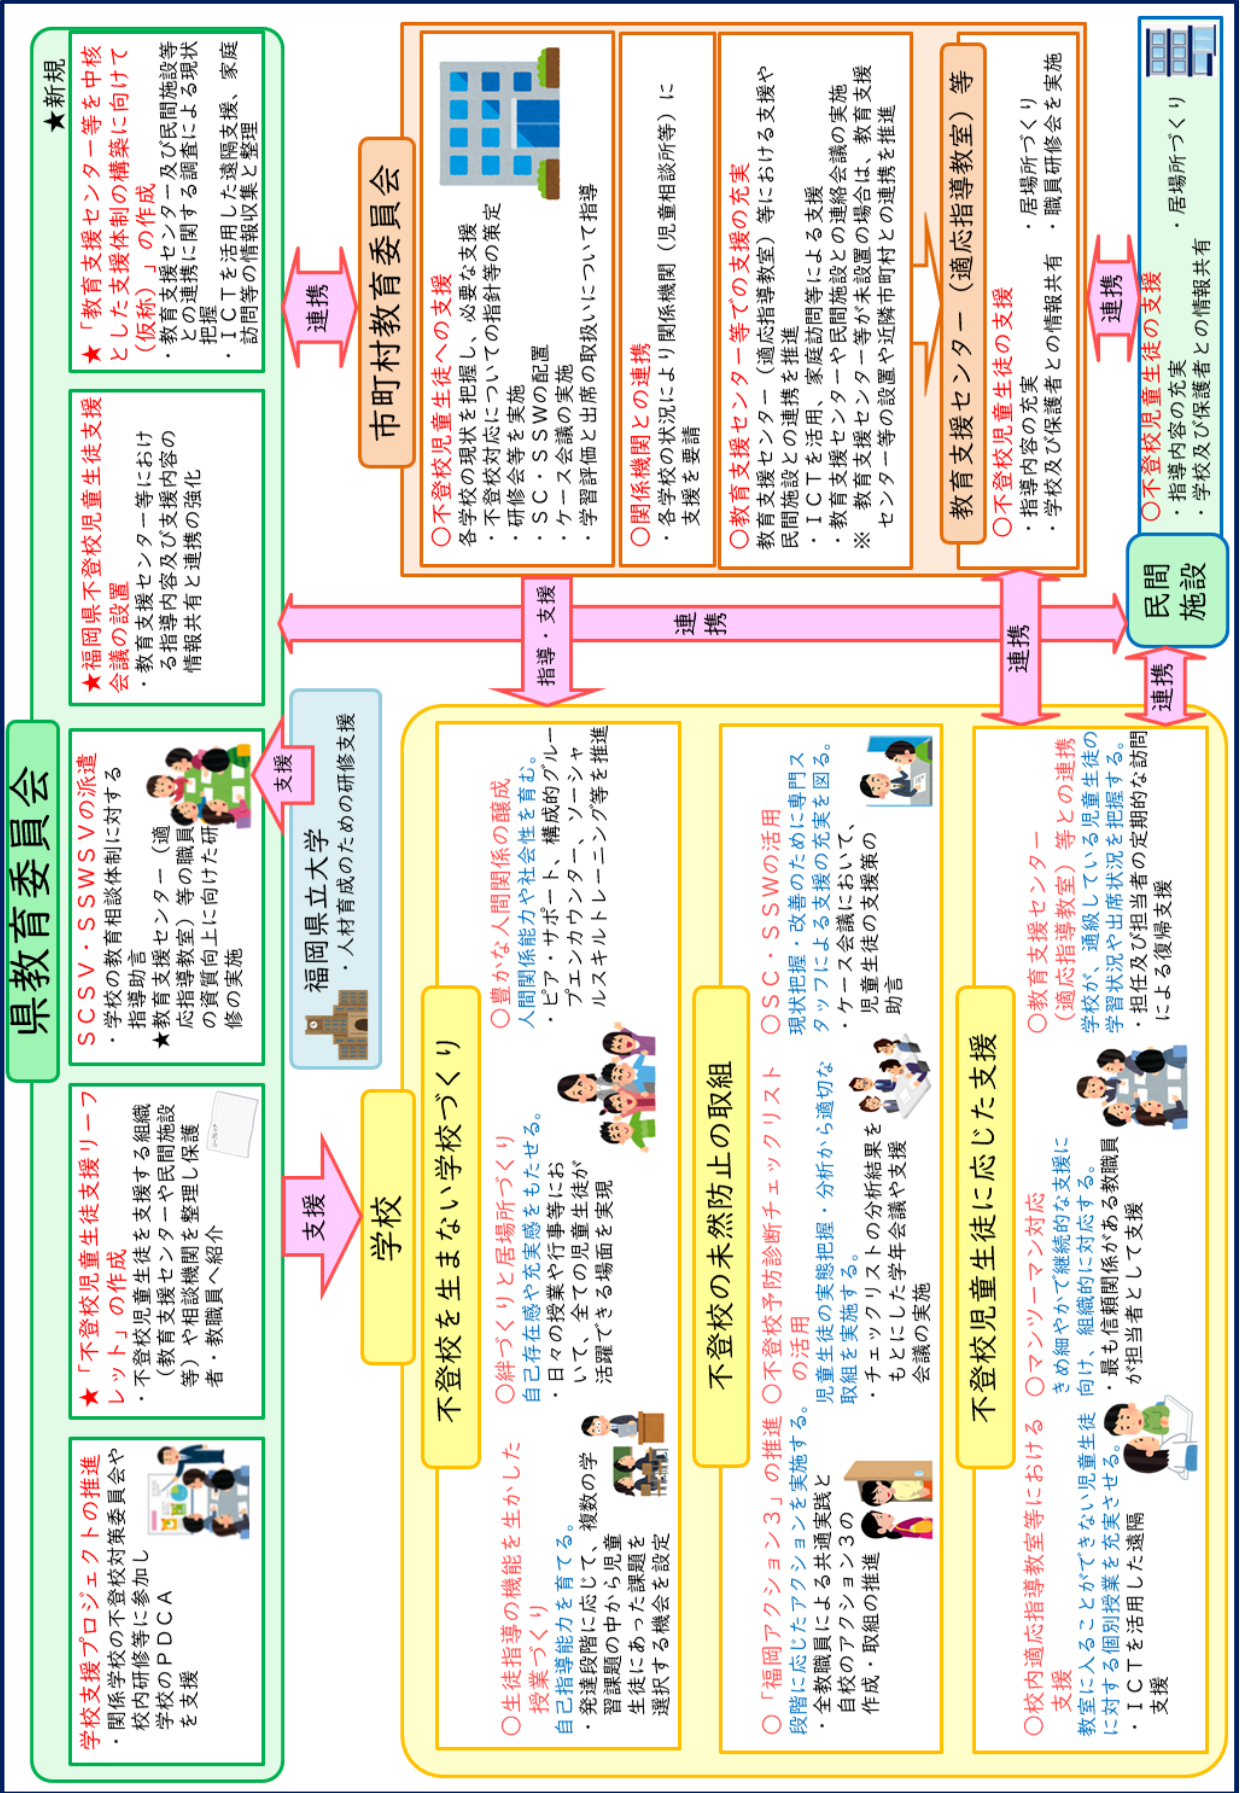 県教育委員会
★新規
学校支援プロジェクトの推進
・関係学校の不登校対策委員会や
校内研修等に参加し
学校のPDCA
を支援
★「不登校児童生徒支援リーフ
レット」の作成
・不登校児童生徒を支援する組織
（教育支援センターや民間施設
等）や相談機関を整理し保護
者・教職員へ紹介
SCSV・SSWSVの派遣
・学校の教育相談体制に対する
指導助言
★教育支援センター（適
応指導教室）等の職員
の資質向上に向けた研
修の実施
★福岡県不登校児童生徒支援
会議の設置
・教育支援センター等におけ
る指導内容及び支援内容の
情報共有と連携の強化
★「教育支援センター等を中核
とした支援体制の構築に向けて
（仮称）」の作成
・教育支援センター及び民間施設等
との連携に関する調査による現状
把握
・ICTを活用した遠隔支援、家庭
訪問等の情報収集と整理
支援
支援
連携
福岡県立大学
・人材育成のための研修支援
学校
不登校を生まない学校づくり
○生徒指導の機能を生かした
授業づくり
自己指導能力を育てる。
・発達段階に応じて、複数の学
習課題の中から児童
生徒にあった課題を
選択する機会を設定
○絆づくりと居場所づくり
自己存在感や充実感をもたせる。
・日々の授業や行事等にお
いて、全ての児童生徒が
活躍できる場面を実現
○豊かな人間関係の醸成
人間関係能力や社会性を育む。
・ピア・サポート、構成的グルー
プエンカウンター、ソーシャ
ルスキルトレーニング等を推進
不登校の未然防止の取組
○「福岡アクション３」の推進
段階に応じたアクションを実施する。
・全教職員による共通実践と
自校のアクション３の
作成・取組の推進
○不登校予防診断チェックリスト
の活用
児童生徒の実態把握・分析から適切な
取組を実施する。
・チェックリストの分析結果を
もとにした学年会議や支援
会議の実施
○SC・SSWの活用
現状把握・改善のために専門ス
タッフによる支援の充実を図る。
・ケース会議において、
児童生徒の支援策の
助言
不登校児童生徒に応じた支援
○校内適応指導教室等における
支援
教室に入ることができない児童生徒
に対する個別授業を充実させる。
・ICTを活用した遠隔
支援
○マンツーマン対応
きめ細やかで継続的な支援に
向け、組織的に対応する。
・最も信頼関係がある教職員
が担当者として支援
○教育支援センター
（適応指導教室）等との連携
学校が、通級している児童生徒の
学習状況や出席状況を把握する。
・担任及び担当者の定期的な訪問
による復帰支援
指導・支援
連携
連携
連携
市町村教育委員会
○不登校児童生徒への支援
各学校の現状を把握し、必要な支援
・不登校対応についての指針等の策定
・研修会等を実施
・SC・SSWの配置
・ケース会議の実施
・学習評価と出席の取扱いについて指導
○関係機関との連携
・各学校の状況により関係機関（児童相談所等）に
支援を要請
○教育支援センター等での支援の充実
教育支援センター（適応指導教室）等における支援や
民間施設との連携を推進
・ICTを活用、家庭訪問等による支援
・教育支援センターや民間施設との連絡会議の実施
※　教育支援センター等が未設置の場合は、教育支援
センター等の設置や近隣市町村との連携を推進
教育支援センター（適応指導教室）等
○不登校児童生徒の支援
・指導内容の充実　・居場所づくり
・学校及び保護者との情報共有　・職員研修会を実施
連携
民間
施設
○不登校児童生徒の支援
・指導内容の充実　・居場所づくり
・学校及び保護者との情報共有